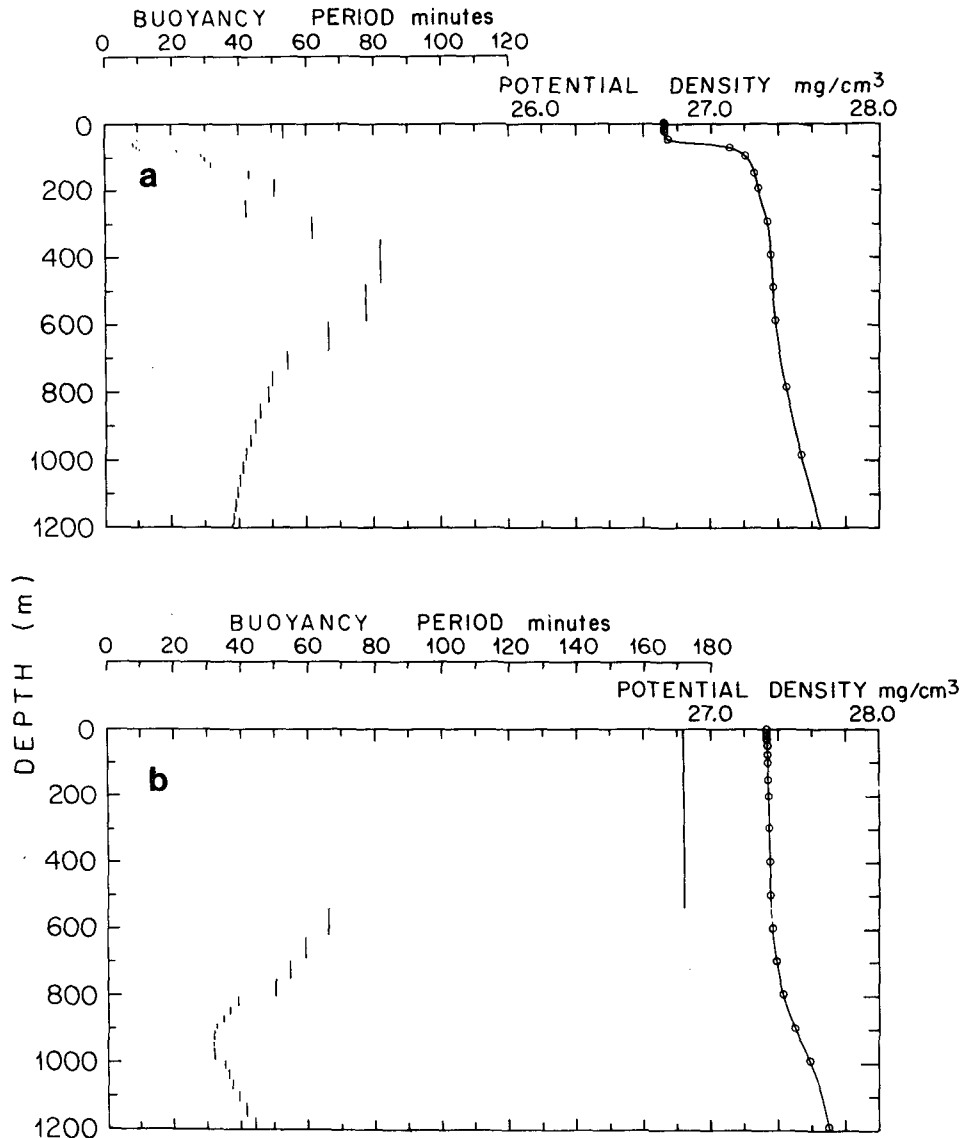 BUOYANCY PERIOD minutes
0 20 40 60 80 100 120
POTENTIAL DENSITY mg/cm³
26.0 27.0 28.0
a
0
200
400
600
800
1000
1200
DEPTH (m)
BUOYANCY PERIOD minutes
0 20 40 60 80 100 120 140 160 180
POTENTIAL DENSITY mg/cm³
27.0 28.0
b
0
200
400
600
800
1000
1200